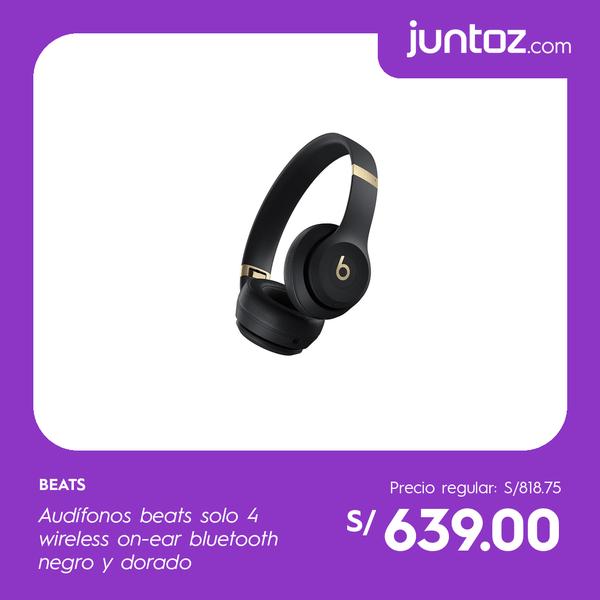 juntoz.com
b
BEATS
Audífonos beats solo 4
wireless on-ear bluetooth
negro y dorado
Precio regular: S/818.75
S/ 639.00